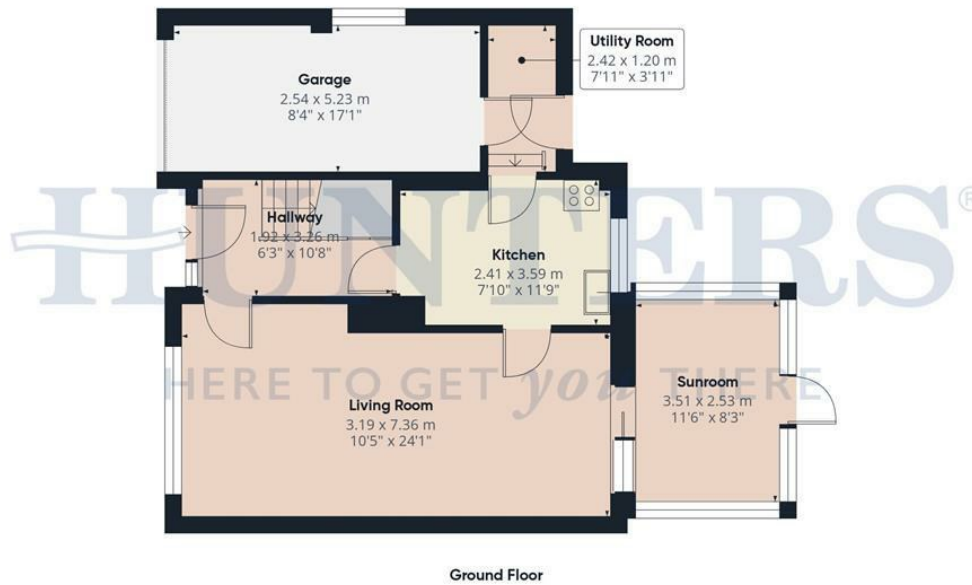 Utility Room
2.42 x 1.20 m
7'11" x 3'11"
Garage
2.54 x 5.23 m
8'4" x 17'1"
HUNTERS®
Hallway
1.92 x 3.26 m
6'3" x 10'8"
Kitchen
2.41 x 3.59 m
7'10" x 11'9"
HERE TO GET you THERE
Living Room
3.19 x 7.36 m
10'5" x 24'1"
Sunroom
3.51 x 2.53 m
11'6" x 8'3"
Ground Floor